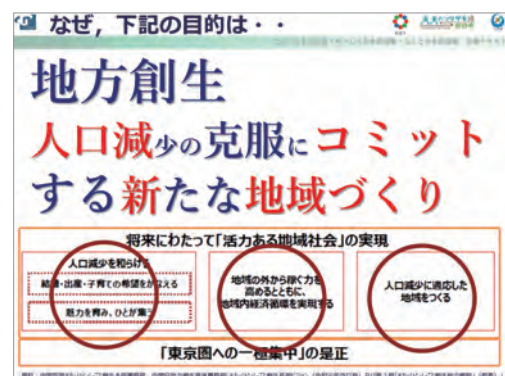 なぜ，下記の目的は・・
地方創生
人口減少の克服にコミット
する新たな地域づくり
将来にわたって「活力ある地域社会」の実現
人口減少を和らげる
結婚・出産・子育ての希望をかなえる
魅力を育み、ひとが集う
地域の外から稼ぐ力を
高めるとともに、
地域内経済循環を実現する
人口減少に適応した
地域をつくる
「東京圏への一極集中」の是正